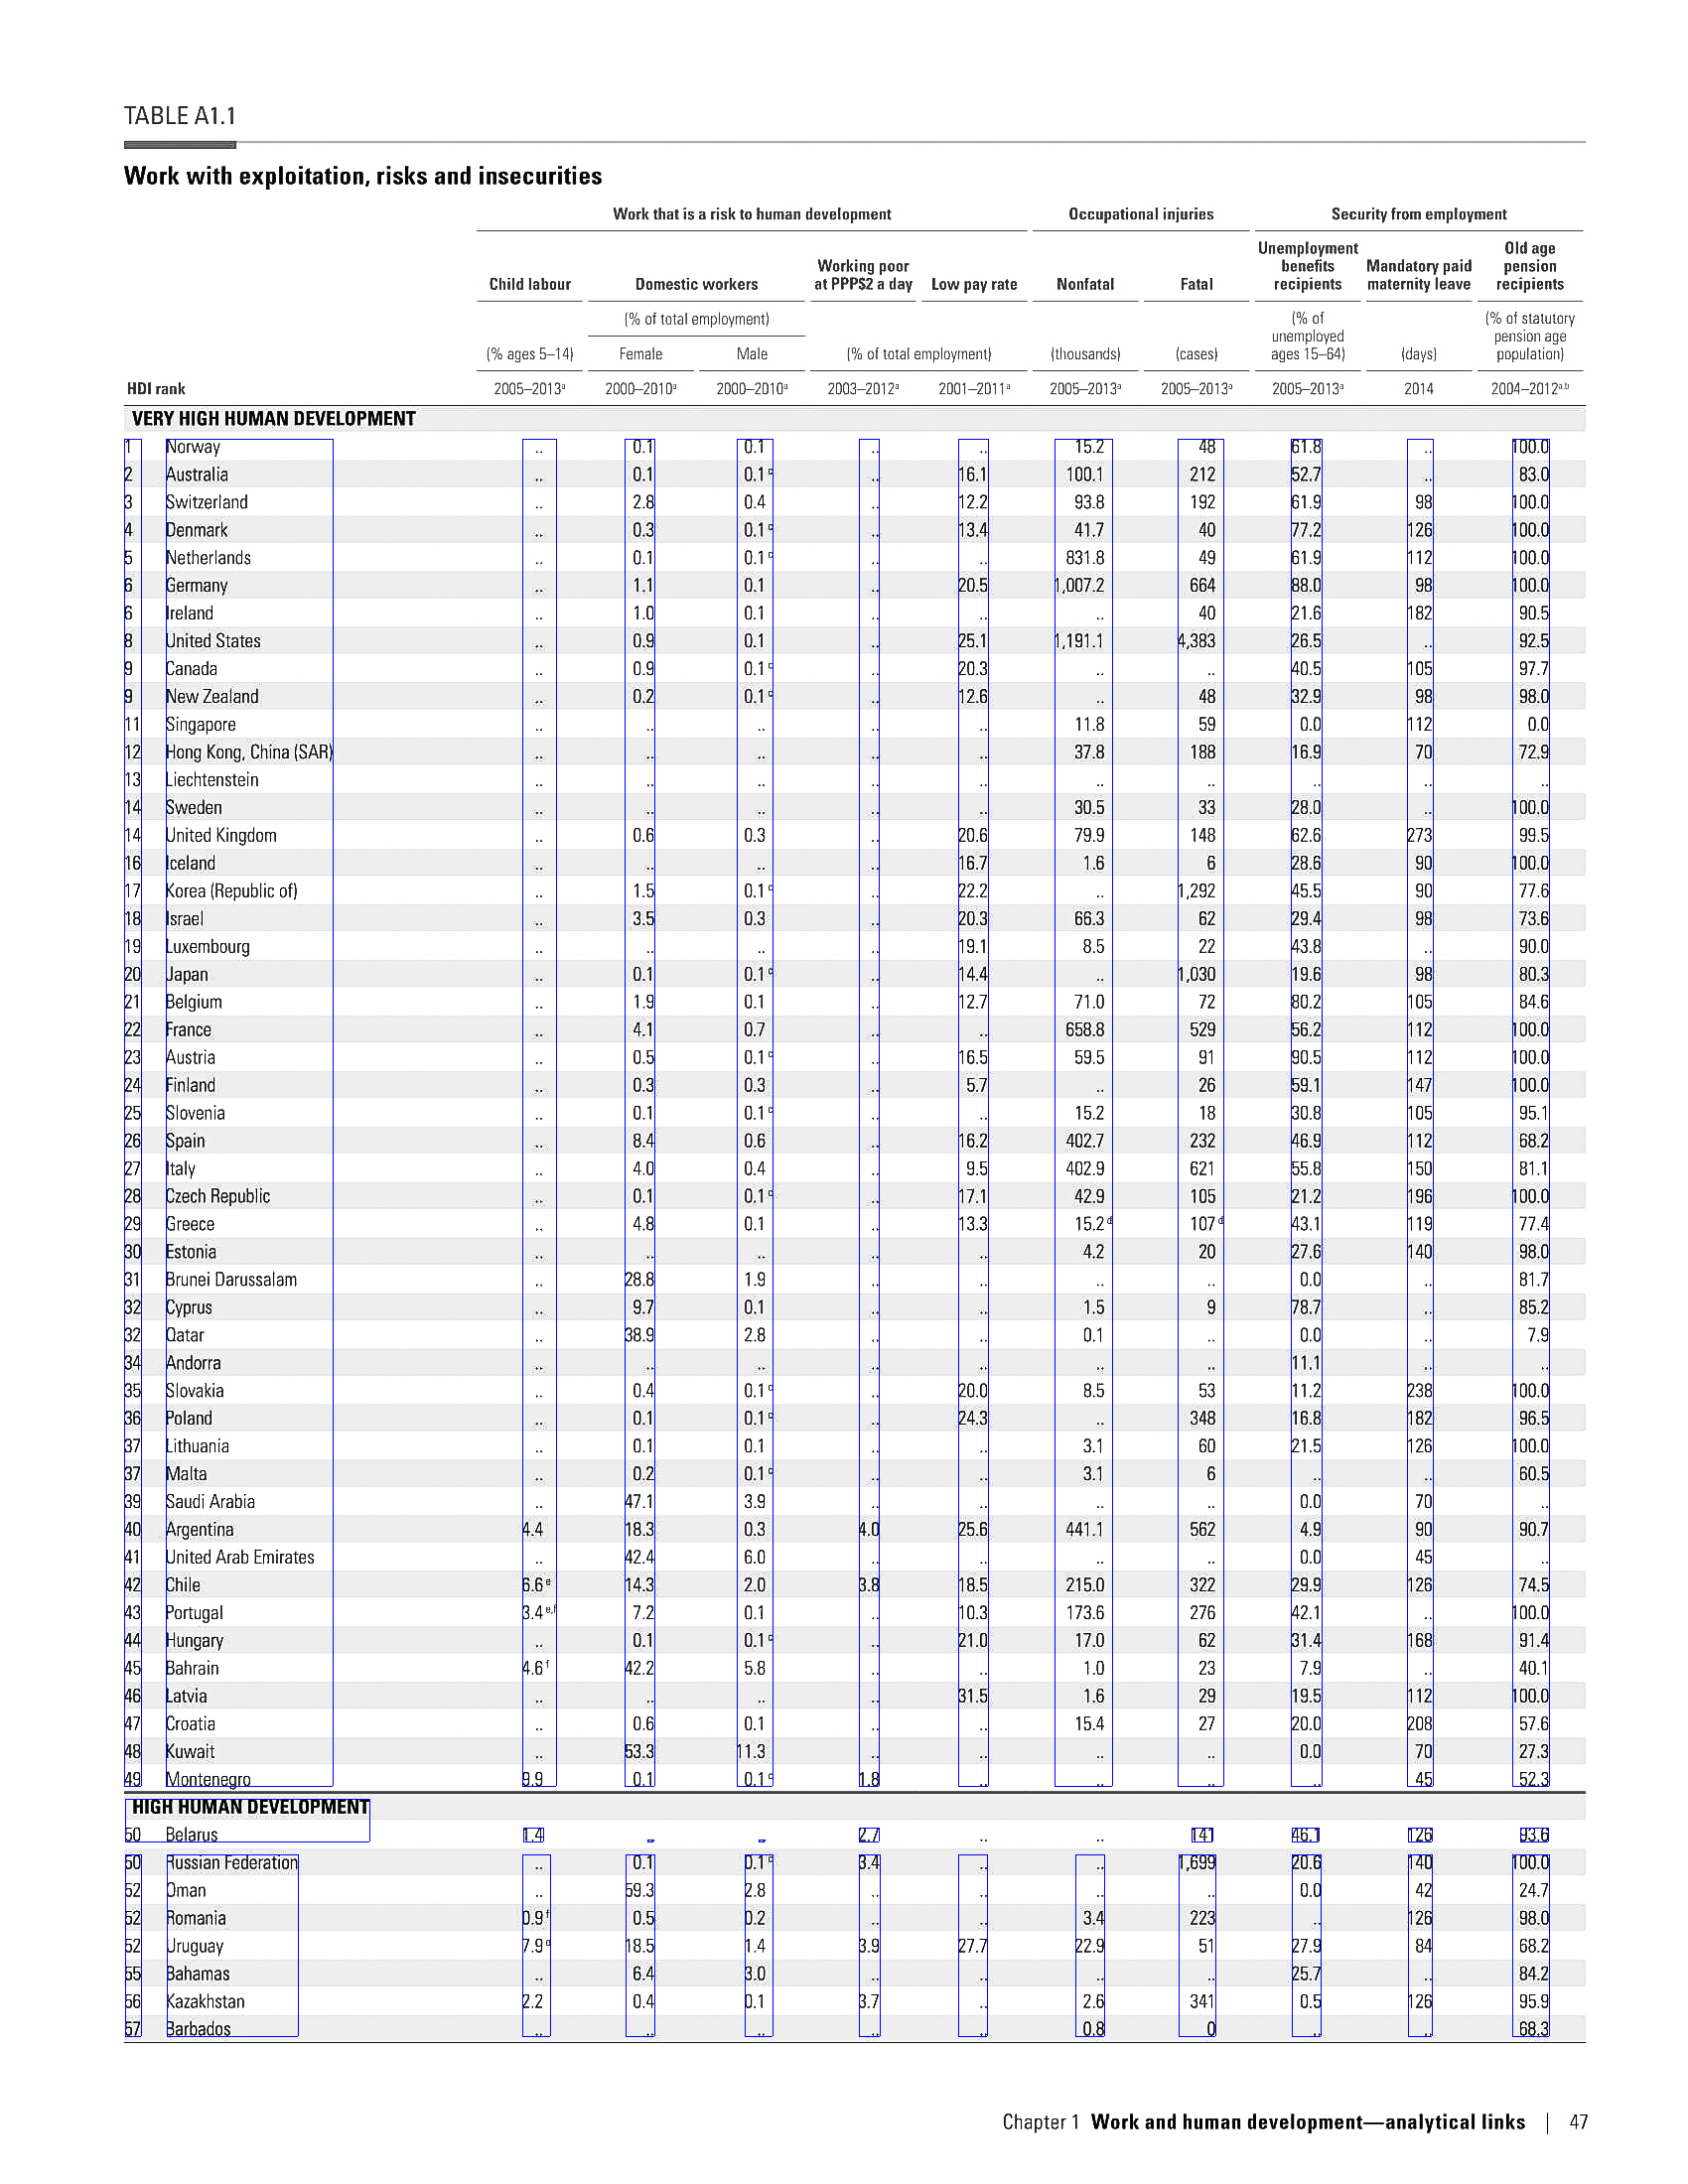 TABLE A1.1
Work with exploitation, risks and insecurities
Work that is a risk to human development Occupational injuries Security from employment
Child labour Domestic workers Working poor at PPP$2 a day Low pay rate Nonfatal Fatal Unemployment benefits recipients Mandatory paid maternity leave Old age pension recipients
(% of total employment) (% of unemployed ages 15–64) (% of statutory pension age population)
(% ages 5–14) Female Male (% of total employment) (thousands) (cases) (days)
HDI rank 2005–2013ᵃ 2000–2010ᵃ 2000–2010ᵃ 2003–2012ᵃ 2001–2011ᵃ 2005–2013ᵃ 2005–2013ᵃ 2005–2013ᵃ 2014 2004–2012ᵃ,ᵇ
VERY HIGH HUMAN DEVELOPMENT
1 Norway .. 0.1 0.1 .. .. 15.2 48 61.8 .. 100.0
2 Australia .. 0.1 0.1 ᶜ .. 16.1 100.1 212 52.7 .. 83.0
3 Switzerland .. 2.8 0.4 .. 12.2 93.8 192 61.9 98 100.0
4 Denmark .. 0.3 0.1 ᶜ .. 13.4 41.7 40 77.2 126 100.0
5 Netherlands .. 0.1 0.1 ᶜ .. .. 831.8 49 61.9 112 100.0
6 Germany .. 1.1 0.1 .. 20.5 1,007.2 664 88.0 98 100.0
6 Ireland .. 1.0 0.1 .. .. .. 40 21.6 182 90.5
8 United States .. 0.9 0.1 .. 25.1 1,191.1 4,383 26.5 .. 92.5
9 Canada .. 0.9 0.1 ᶜ .. 20.3 .. .. 40.5 105 97.7
9 New Zealand .. 0.2 0.1 ᶜ .. 12.6 .. 48 32.9 98 98.0
11 Singapore .. .. .. .. .. 11.8 59 0.0 112 0.0
12 Hong Kong, China (SAR) .. .. .. .. .. 37.8 188 16.9 70 72.9
13 Liechtenstein .. .. .. .. .. .. .. .. .. ..
14 Sweden .. .. .. .. .. 30.5 33 28.0 .. 100.0
14 United Kingdom .. 0.6 0.3 .. 20.6 79.9 148 62.6 273 99.5
16 Iceland .. .. .. .. 16.7 1.6 6 28.6 90 100.0
17 Korea (Republic of) .. 1.5 0.1 ᶜ .. 22.2 .. 1,292 45.5 90 77.6
18 Israel .. 3.5 0.3 .. 20.3 66.3 62 29.4 98 73.6
19 Luxembourg .. .. .. .. 19.1 8.5 22 43.8 .. 90.0
20 Japan .. 0.1 0.1 ᶜ .. 14.4 .. 1,030 19.6 98 80.3
21 Belgium .. 1.9 0.1 .. 12.7 71.0 72 80.2 105 84.6
22 France .. 4.1 0.7 .. .. 658.8 529 56.2 112 100.0
23 Austria .. 0.5 0.1 ᶜ .. 16.5 59.5 91 90.5 112 100.0
24 Finland .. 0.3 0.3 .. 5.7 .. 26 59.1 147 100.0
25 Slovenia .. 0.1 0.1 ᶜ .. .. 15.2 18 30.8 105 95.1
26 Spain .. 8.4 0.6 .. 16.2 402.7 232 46.9 112 68.2
27 Italy .. 4.0 0.4 .. 9.5 402.9 621 55.8 150 81.1
28 Czech Republic .. 0.1 0.1 ᶜ .. 17.1 42.9 105 21.2 196 100.0
29 Greece .. 4.8 0.1 .. 13.3 15.2 ᵈ 107 ᵈ 43.1 119 77.4
30 Estonia .. .. .. .. .. 4.2 20 27.6 140 98.0
31 Brunei Darussalam .. 28.8 1.9 .. .. .. .. 0.0 .. 81.7
32 Cyprus .. 9.7 0.1 .. .. 1.5 9 78.7 .. 85.2
32 Qatar .. 38.9 2.8 .. .. 0.1 .. 0.0 .. 7.9
34 Andorra .. .. .. .. .. .. .. 11.1 .. ..
35 Slovakia .. 0.4 0.1 ᶜ .. 20.0 8.5 53 11.2 238 100.0
36 Poland .. 0.1 0.1 ᶜ .. 24.3 .. 348 16.8 182 96.5
37 Lithuania .. 0.1 0.1 .. .. 3.1 60 21.5 126 100.0
37 Malta .. 0.2 0.1 ᶜ .. .. 3.1 6 .. .. 60.5
39 Saudi Arabia .. 47.1 3.9 .. .. .. .. 0.0 70 ..
40 Argentina 4.4 18.3 0.3 4.0 25.6 441.1 562 4.9 90 90.7
41 United Arab Emirates .. 42.4 6.0 .. .. .. .. 0.0 45 ..
42 Chile 6.6 ᵉ 14.3 2.0 3.8 18.5 215.0 322 29.9 126 74.5
43 Portugal 3.4 ᵉ,ᶠ 7.2 0.1 .. 10.3 173.6 276 42.1 .. 100.0
44 Hungary .. 0.1 0.1 ᶜ .. 21.0 17.0 62 31.4 168 91.4
45 Bahrain 4.6 ᶠ 42.2 5.8 .. .. 1.0 23 7.9 .. 40.1
46 Latvia .. .. .. .. 31.5 1.6 29 19.5 112 100.0
47 Croatia .. 0.6 0.1 .. .. 15.4 27 20.0 208 57.6
48 Kuwait .. 53.3 11.3 .. .. .. .. 0.0 70 27.3
49 Montenegro 9.9 0.1 0.1 ᶜ 1.8 .. .. .. .. 45 52.3
HIGH HUMAN DEVELOPMENT
50 Belarus 1.4 .. .. 2.7 .. .. 141 46.1 126 93.6
50 Russian Federation .. 0.1 0.1 ᶜ 3.4 .. .. 1,699 20.6 140 100.0
52 Oman .. 59.3 2.8 .. .. .. .. 0.0 42 24.7
52 Romania 0.9 ᶠ 0.5 0.2 .. .. 3.4 223 .. 126 98.0
52 Uruguay 7.9 ᵉ 18.5 1.4 3.9 27.7 22.9 51 27.9 84 68.2
55 Bahamas .. 6.4 3.0 .. .. .. .. 25.7 .. 84.2
56 Kazakhstan 2.2 0.4 0.1 3.7 .. 2.6 341 0.5 126 95.9
57 Barbados .. .. .. .. .. 0.8 0 .. .. 68.3
Chapter 1 Work and human development—analytical links | 47